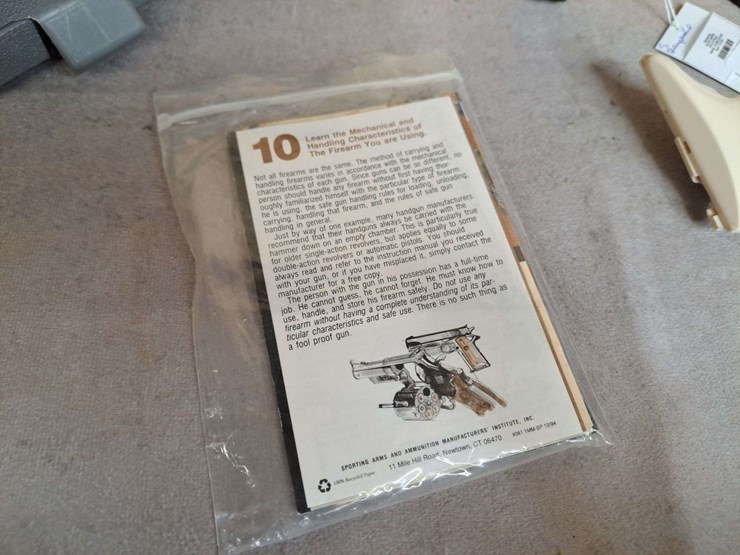 10
Learn the Mechanical and
Handling Characteristics of
The Firearm You are Using.
Not all firearms are the same. The method of carrying and
handling firearms varies in accordance with the mechanical
characteristics of each gun. Since guns can be so different, no
person should handle any firearm without first having thor-
oughly familiarized himself with the particular type of firearm
he is using, the safe gun handling rules for loading, unloading,
carrying, handling that firearm, and the rules of safe gun
handling in general.
Just by way of one example, many handgun manufacturers
recommend that their handguns always be carried with the
hammer down on an empty chamber. This is particularly true
for older single-action revolvers, but applies equally to some
double-action revolvers or automatic pistols. You should
always read and refer to the instruction manual you received
with your gun, or if you have misplaced it, simply contact the
manufacturer for a free copy.
The person with the gun in his possession has a full-time
job. He cannot guess, he cannot forget. He must know how to
use, handle, and store his firearm safely. Do not use any
firearm without having a complete understanding of its par-
ticular characteristics and safe use. There is no such thing as
a fool proof gun.
SPORTING ARMS AND AMMUNITION MANUFACTURERS' INSTITUTE, INC.
11 Mile Hill Road, Newtown, CT 06470
100% Recycled Paper